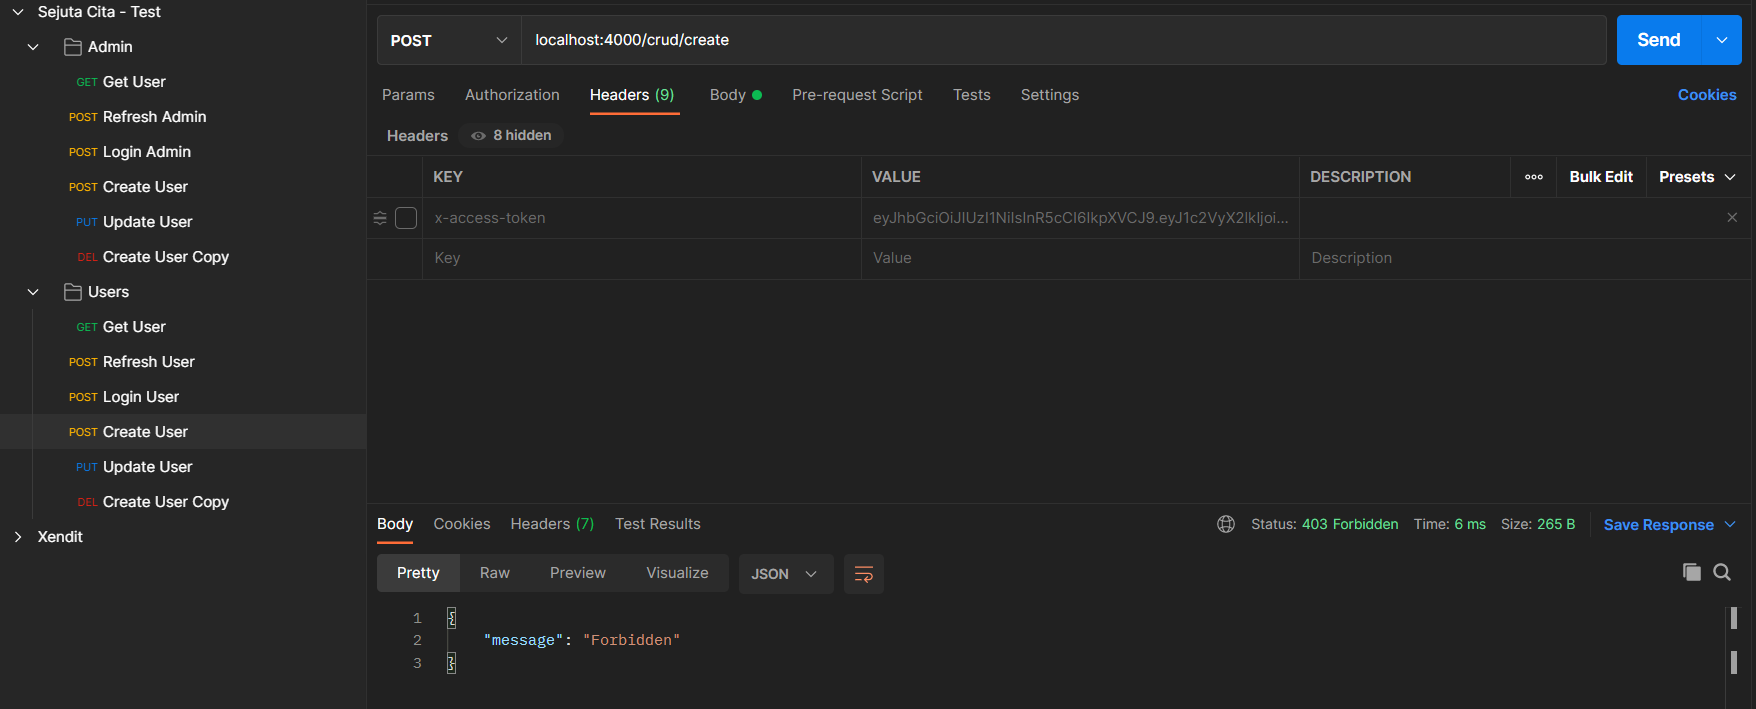 Sejuta Cita - Test
Admin
GET Get User
POST Refresh Admin
POST Login Admin
POST Create User
PUT Update User
DEL Create User Copy
Users
GET Get User
POST Refresh User
POST Login User
POST Create User
PUT Update User
DEL Create User Copy
Xendit
POST localhost:4000/crud/create Send
Params Authorization Headers (9) Body Pre-request Script Tests Settings Cookies
Headers 8 hidden
KEY VALUE DESCRIPTION ooo Bulk Edit Presets
x-access-token eyJhbGciOiJIUzI1NiIsInR5cCI6IkpXVCJ9.eyJ1c2VyX2lkIjoi...
Key Value Description
Body Cookies Headers (7) Test Results Status: 403 Forbidden Time: 6 ms Size: 265 B Save Response
Pretty Raw Preview Visualize JSON
1 {
2 "message": "Forbidden"
3 }